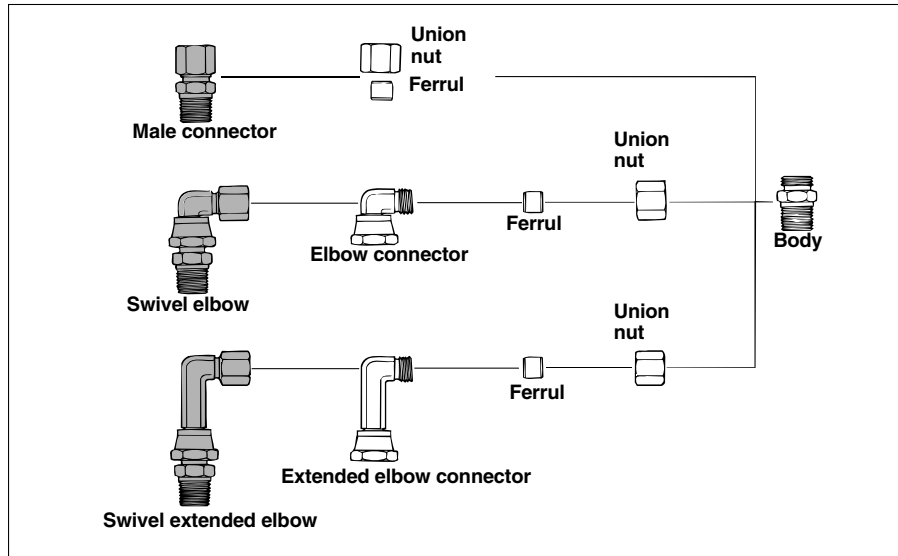 Union
nut
Ferrul
Male connector
Union
nut
Ferrul
Elbow connector
Body
Swivel elbow
Union
nut
Ferrul
Extended elbow connector
Swivel extended elbow